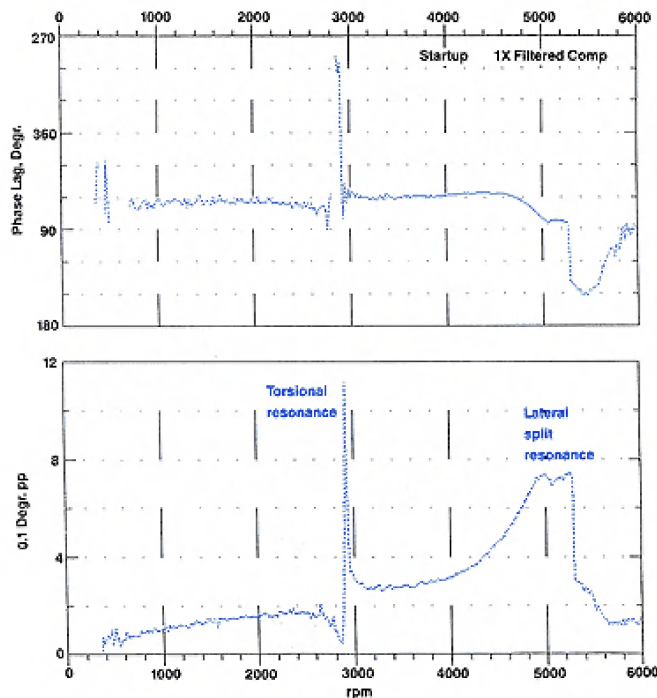 0 1000 2000 3000 4000 5000 6000
270
Startup 1X Filtered Comp
360
Phase Lag, Degr.
90
180
12
Torsional
resonance
Lateral
split
resonance
8
0.1 Degr. pp
4
0
0 1000 2000 3000 4000 5000 6000
rpm